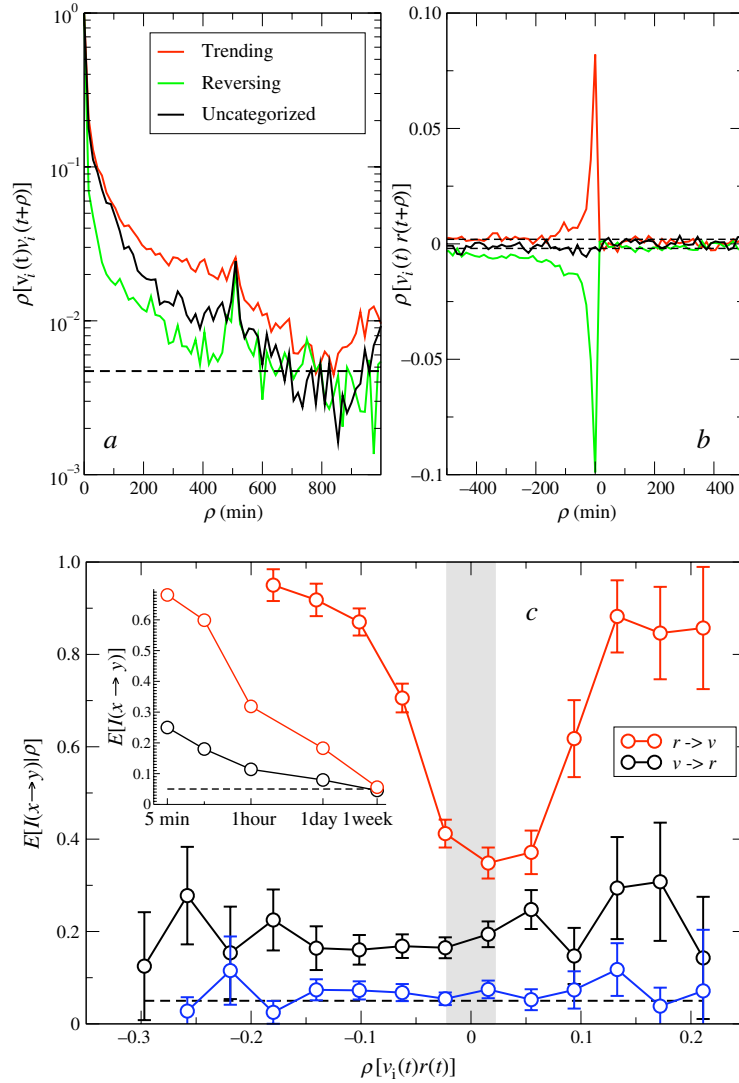 10^0
10^-1
10^-2
10^-3
ρ[v_i(t)v_i(t+ρ)]
Trending
Reversing
Uncategorized
a
0 200 400 600 800
ρ (min)
0.10
0.05
0
-0.05
-0.1
ρ[v_i(t) r(t+ρ)]
b
−400 −200 0 200 400
ρ (min)
1.0
0.8
0.6
0.4
0.2
0
E[I(x→y)|ρ]
c
0.6
0.5
0.4
0.3
0.2
0.1
0
E[I(x → y)]
5 min 1hour 1day 1week
r -> v
v -> r
−0.3 −0.2 −0.1 0 0.1 0.2
ρ[v_i(t)r(t)]